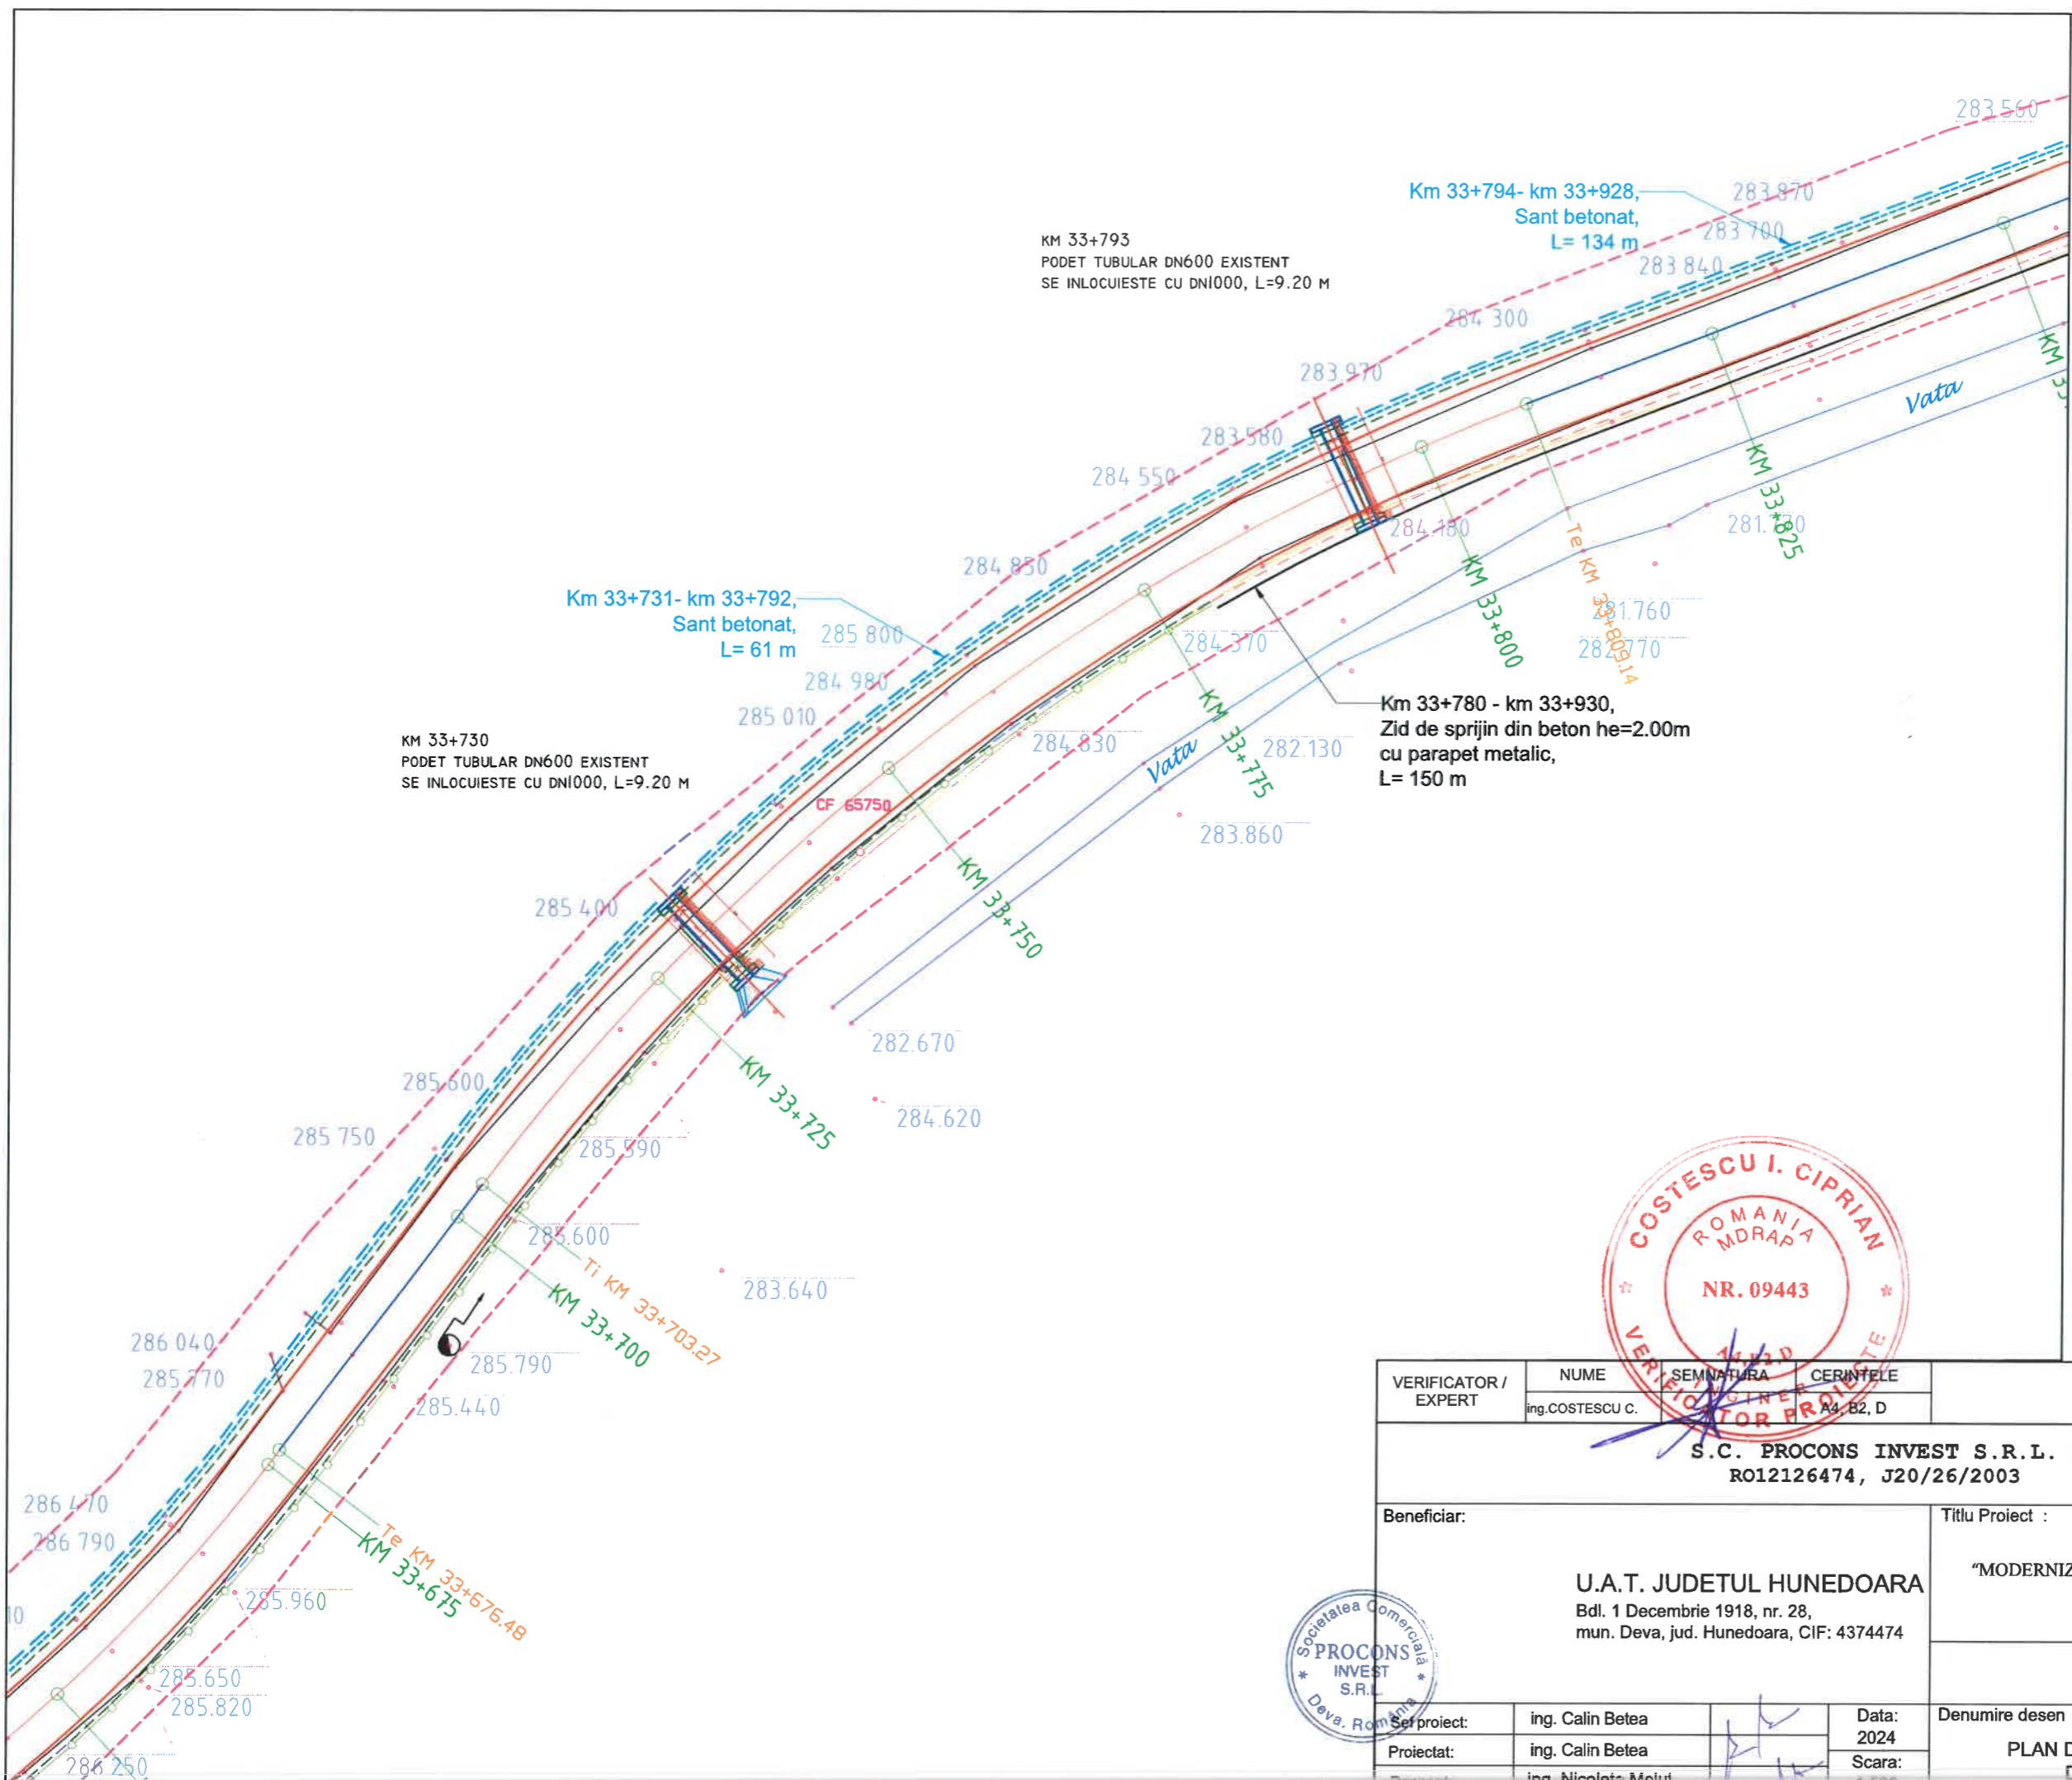 283.560
Km 33+794- km 33+928,
Sant betonat,
L= 134 m
283.870
283 700
283 840
KM 33+793
PODET TUBULAR DN600 EXISTENT
SE INLOCUIESTE CU DN1000, L=9.20 M
284 300
283.970
283.580
284 550
284 850
Vata
KM 33+825
284.180
281.770
KM 33+800
Te KM 33+809.14
281.760
282.770
Km 33+731- km 33+792,
Sant betonat,
L= 61 m
285 800
284 980
285 010
284.370
KM 33+775
Km 33+780 - km 33+930,
Zid de sprijin din beton he=2.00m
cu parapet metalic,
L= 150 m
284.830
Vata
282.130
283.860
KM 33+730
PODET TUBULAR DN600 EXISTENT
SE INLOCUIESTE CU DN1000, L=9.20 M
CF 65750
KM 33+750
285 400
282.670
284.620
KM 33+725
285.600
285 750
285.590
285.600
Ti KM 33+703.27
KM 33+700
283.640
286 040
285.770
285.790
285.440
286 470
286 790
Te KM 33+676.48
KM 33+675
285.960
285.650
285.820
286 250
COSTESCU I. CIPRIAN
ROMANIA
MDRAP
NR. 09443
A4, B2, D
INGINER
VERIFICATOR PROIECTE
VERIFICATOR /
EXPERT
NUME
SEMNATURA
CERINTELE
ing.COSTESCU C.
A4, B2, D
S.C. PROCONS INVEST S.R.L.
RO12126474, J20/26/2003
Beneficiar:
U.A.T. JUDETUL HUNEDOARA
Bdl. 1 Decembrie 1918, nr. 28,
mun. Deva, jud. Hunedoara, CIF: 4374474
Titlu Proiect :
“MODERNIZ
Societatea Comercială
PROCONS
INVEST
S.R.L.
Deva, România
Sef proiect:
ing. Calin Betea
Data:
2024
Denumire desen
Proiectat:
ing. Calin Betea
Scara:
PLAN D